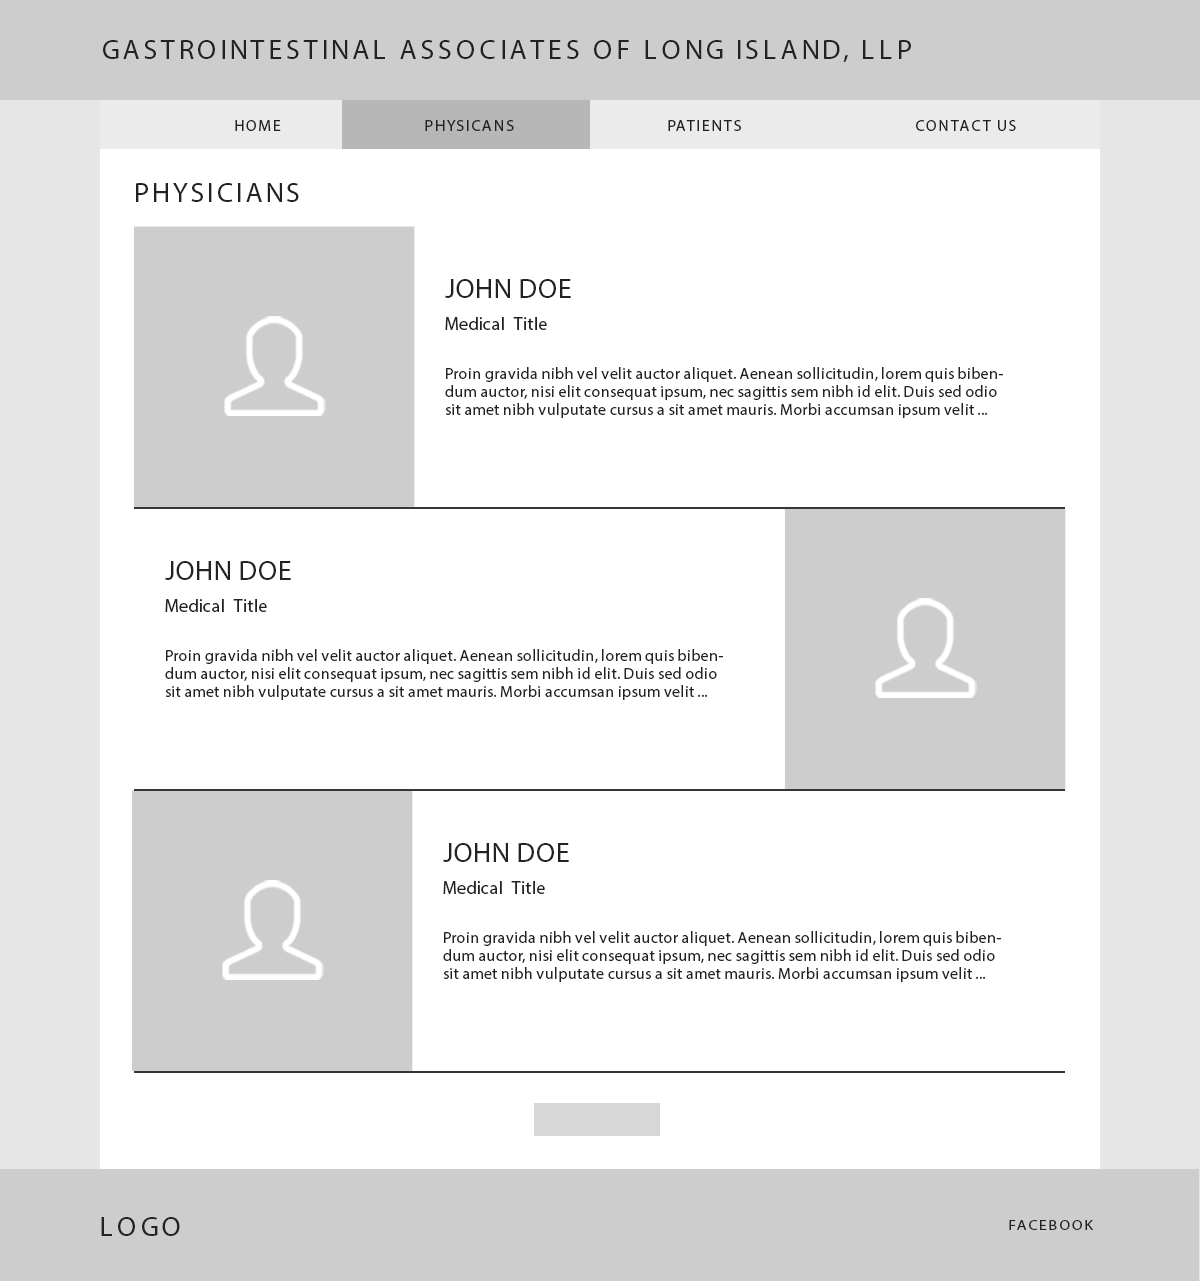 GASTROINTESTINAL ASSOCIATES OF LONG ISLAND, LLP
HOME PHYSICANS PATIENTS CONTACT US
PHYSICIANS
JOHN DOE
Medical Title
Proin gravida nibh vel velit auctor aliquet. Aenean sollicitudin, lorem quis biben-
dum auctor, nisi elit consequat ipsum, nec sagittis sem nibh id elit. Duis sed odio
sit amet nibh vulputate cursus a sit amet mauris. Morbi accumsan ipsum velit ...
JOHN DOE
Medical Title
Proin gravida nibh vel velit auctor aliquet. Aenean sollicitudin, lorem quis biben-
dum auctor, nisi elit consequat ipsum, nec sagittis sem nibh id elit. Duis sed odio
sit amet nibh vulputate cursus a sit amet mauris. Morbi accumsan ipsum velit ...
JOHN DOE
Medical Title
Proin gravida nibh vel velit auctor aliquet. Aenean sollicitudin, lorem quis biben-
dum auctor, nisi elit consequat ipsum, nec sagittis sem nibh id elit. Duis sed odio
sit amet nibh vulputate cursus a sit amet mauris. Morbi accumsan ipsum velit ...
LOGO FACEBOOK